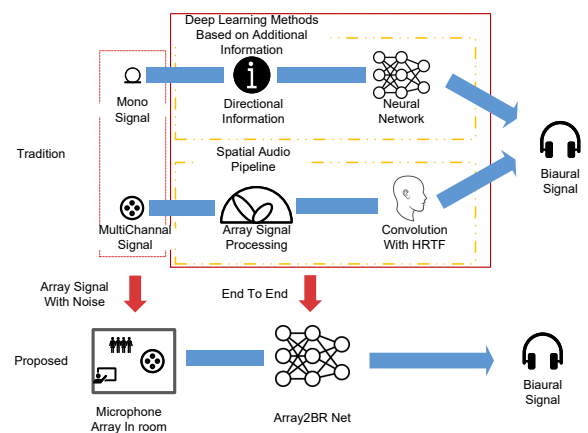 Deep Learning Methods
Based on Additional
Information
Mono
Signal
Directional
Information
Neural
Network
Tradition
Spatial Audio
Pipeline
Biaural
Signal
MultiChannal
Signal
Array Signal
Processing
Convolution
With HRTF
Array Signal
With Noise
End To End
Proposed
Microphone
Array In room
Array2BR Net
Biaural
Signal